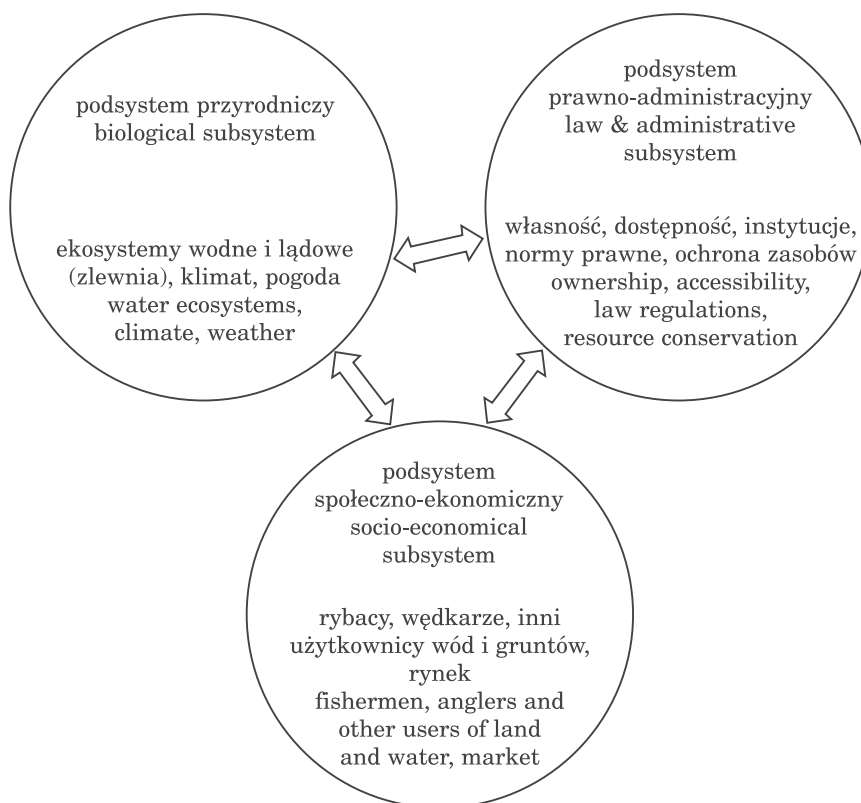 podsystem przyrodniczy
biological subsystem
ekosystemy wodne i lądowe
(zlewnia), klimat, pogoda
water ecosystems,
climate, weather
podsystem
prawno-administracyjny
law & administrative
subsystem
własność, dostępność, instytucje,
normy prawne, ochrona zasobów
ownership, accessibility,
law regulations,
resource conservation
podsystem
społeczno-ekonomiczny
socio-economical
subsystem
rybacy, wędkarze, inni
użytkownicy wód i gruntów,
rynek
fishermen, anglers and
other users of land
and water, market